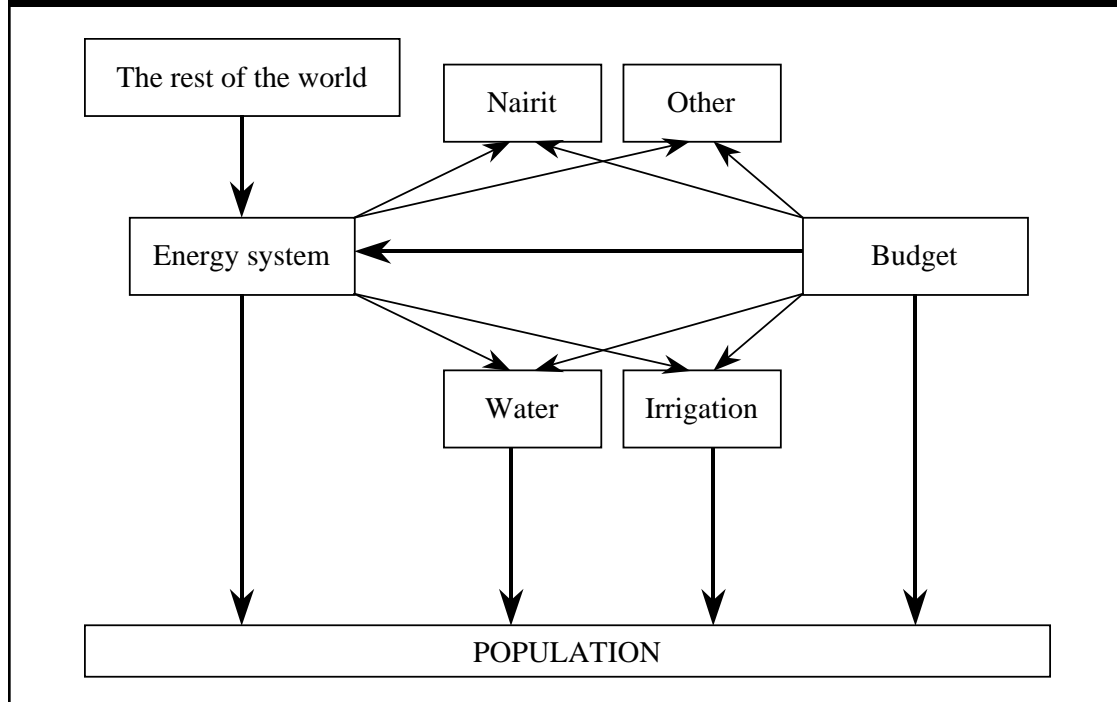 The rest of the world
Nairit
Other
Energy system
Budget
Water
Irrigation
POPULATION